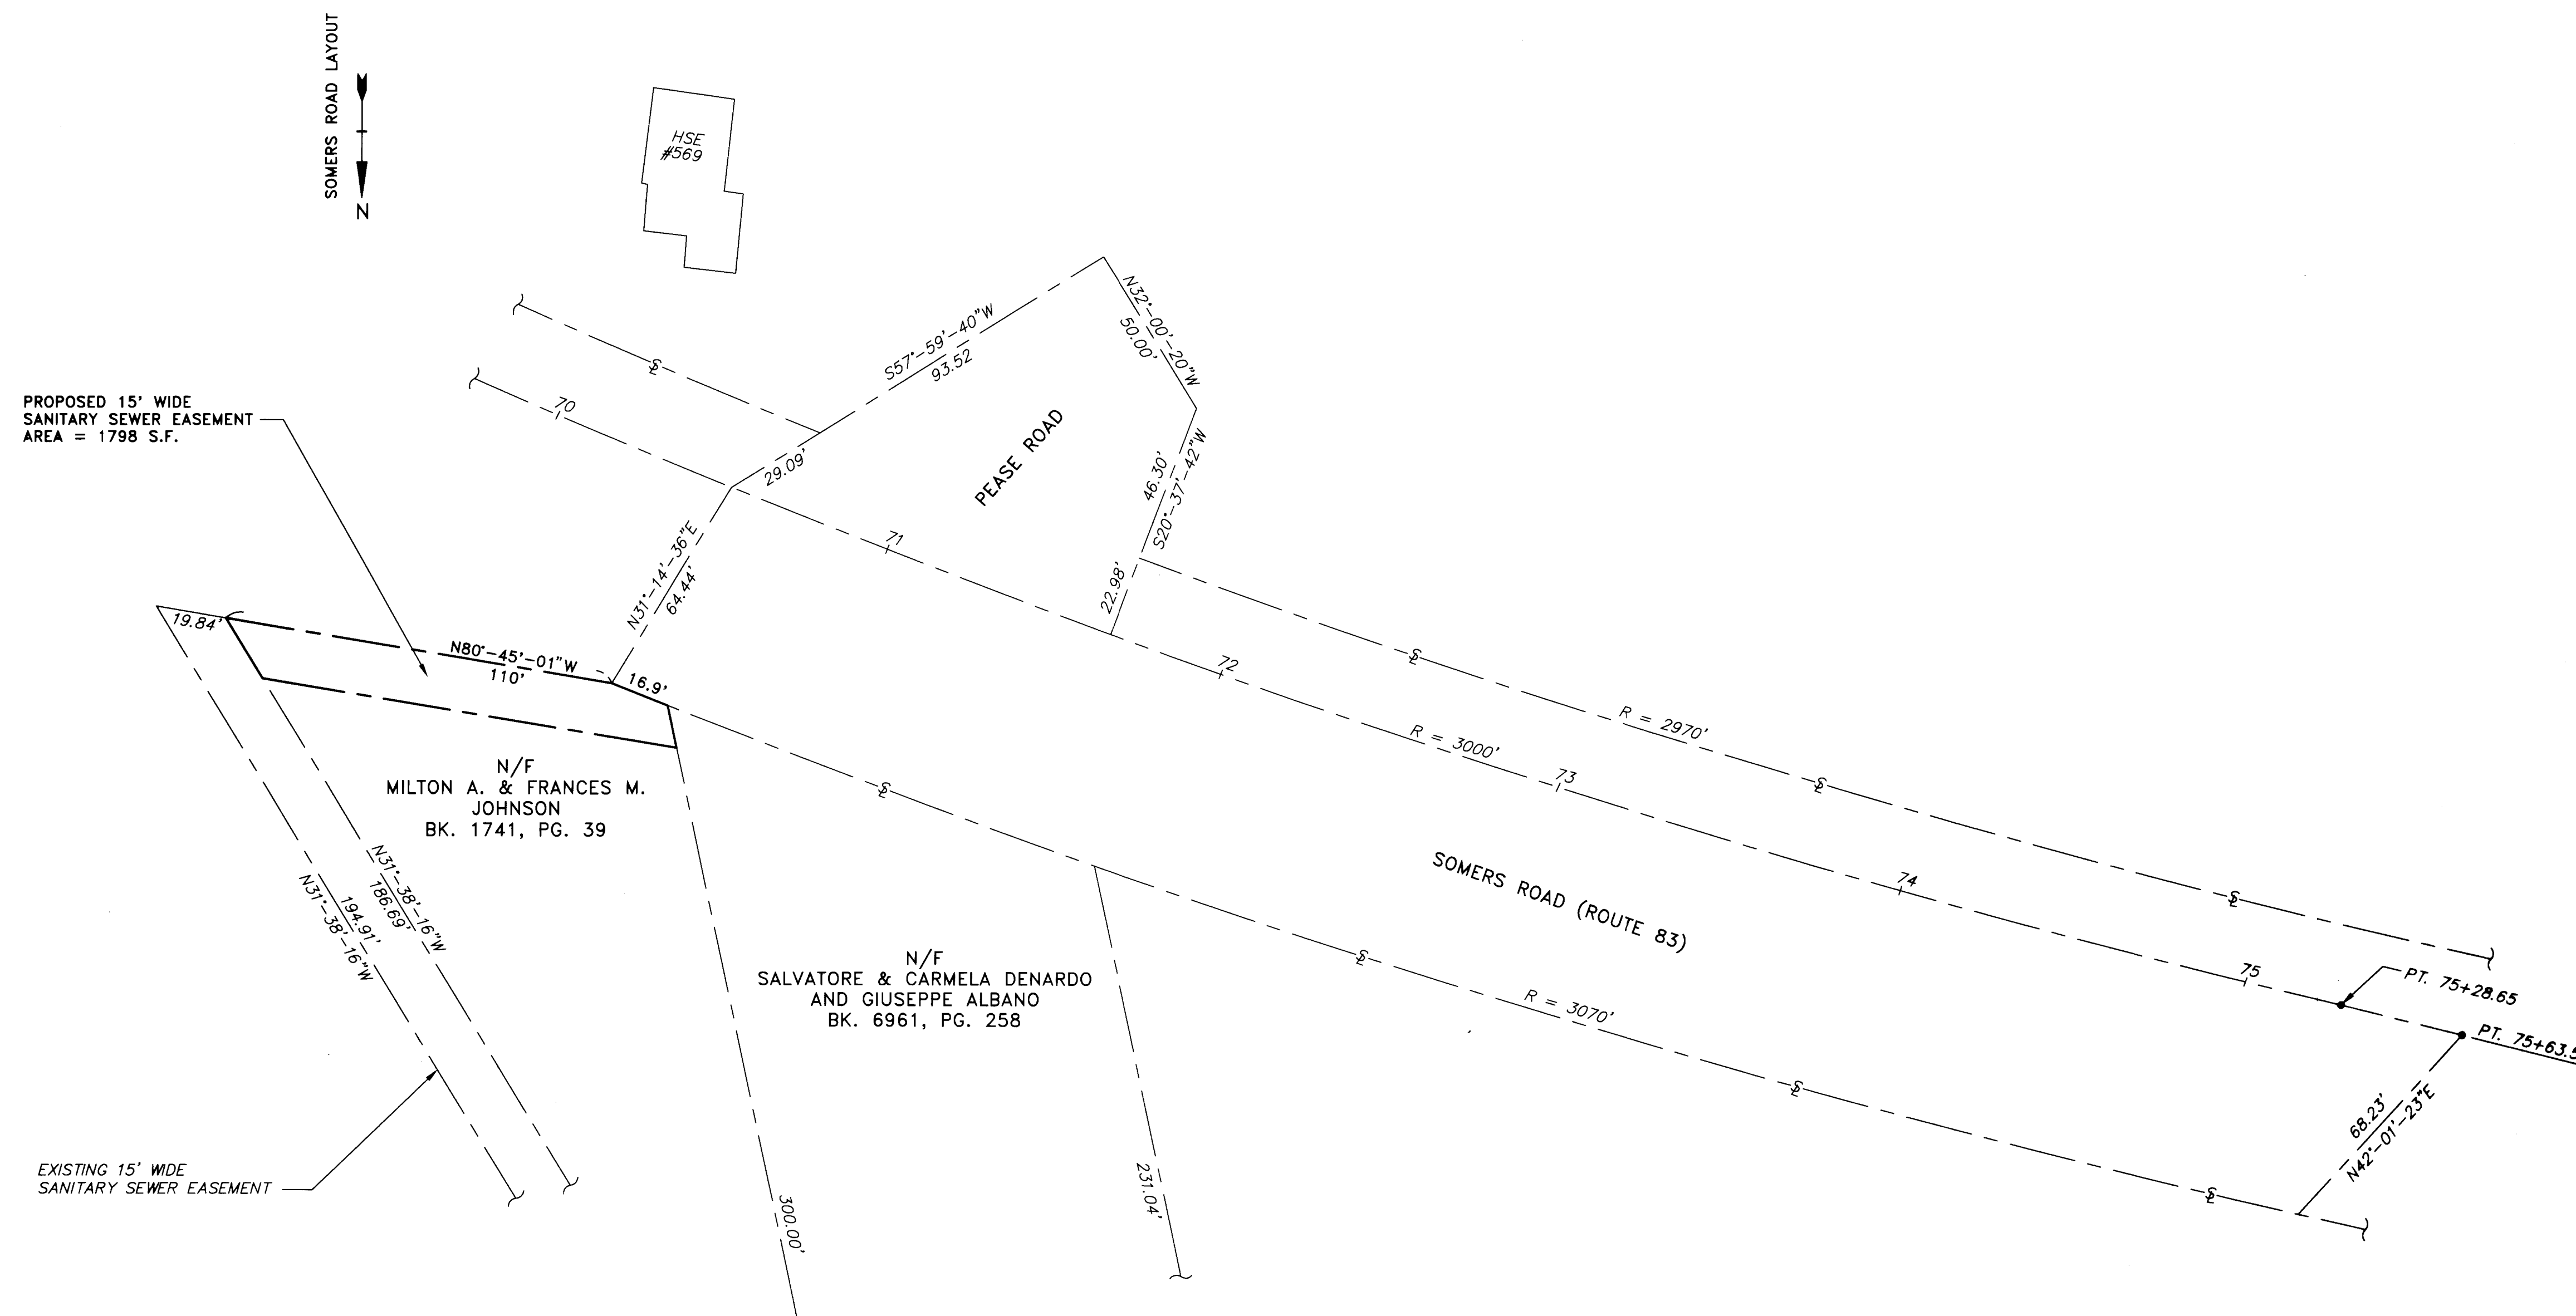 SOMERS ROAD LAYOUT
N
HSE
#569
S57°-59'-40"W
93.52
N32°-00'-20"W
50.00'
PEASE ROAD
46.30'
S20°-37'-42"W
22.98'
29.09'
70
71
72
73
74
75
PROPOSED 15' WIDE
SANITARY SEWER EASEMENT
AREA = 1798 S.F.
N31°-14'-36"E
64.44'
19.84'
N80°-45'-01"W
110'
16.9'
N/F
MILTON A. & FRANCES M.
JOHNSON
BK. 1741, PG. 39
N31°-38'-16"W
186.69'
194.91'
N31°-38'-16"W
R = 2970'
R = 3000'
SOMERS ROAD (ROUTE 83)
R = 3070'
N/F
SALVATORE & CARMELA DENARDO
AND GIUSEPPE ALBANO
BK. 6961, PG. 258
PT. 75+28.65
PT. 75+63.5
68.23'
N42°-01'-23"E
EXISTING 15' WIDE
SANITARY SEWER EASEMENT
300.00'
231.04'